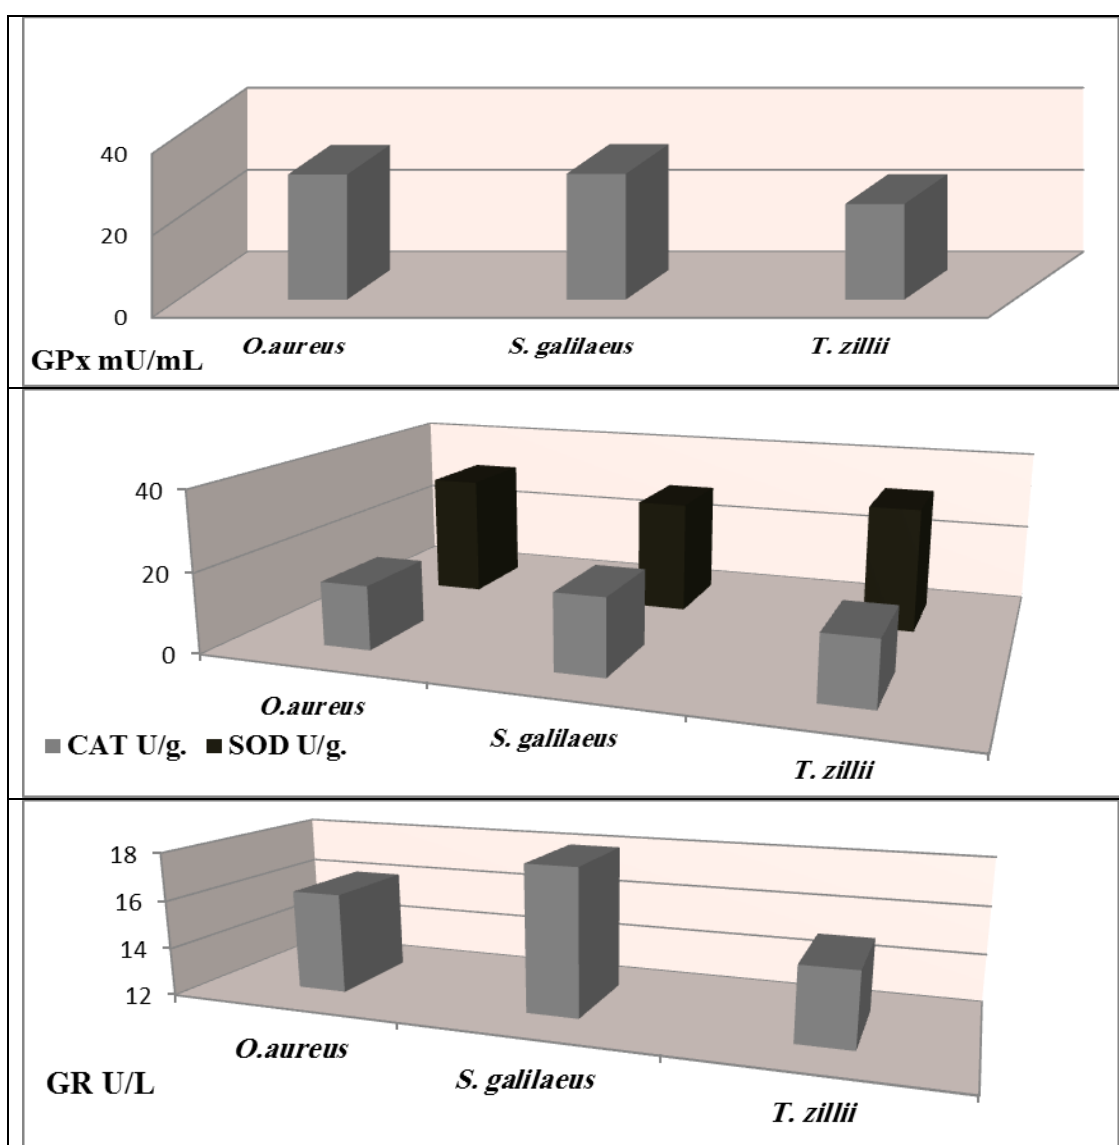 40
20
0
O.aureus S. galilaeus T. zillii
GPx mU/mL
40
20
0
O.aureus
S. galilaeus
CAT U/g. SOD U/g.
T. zillii
18
16
14
12
O.aureus
S. galilaeus
GR U/L
T. zillii